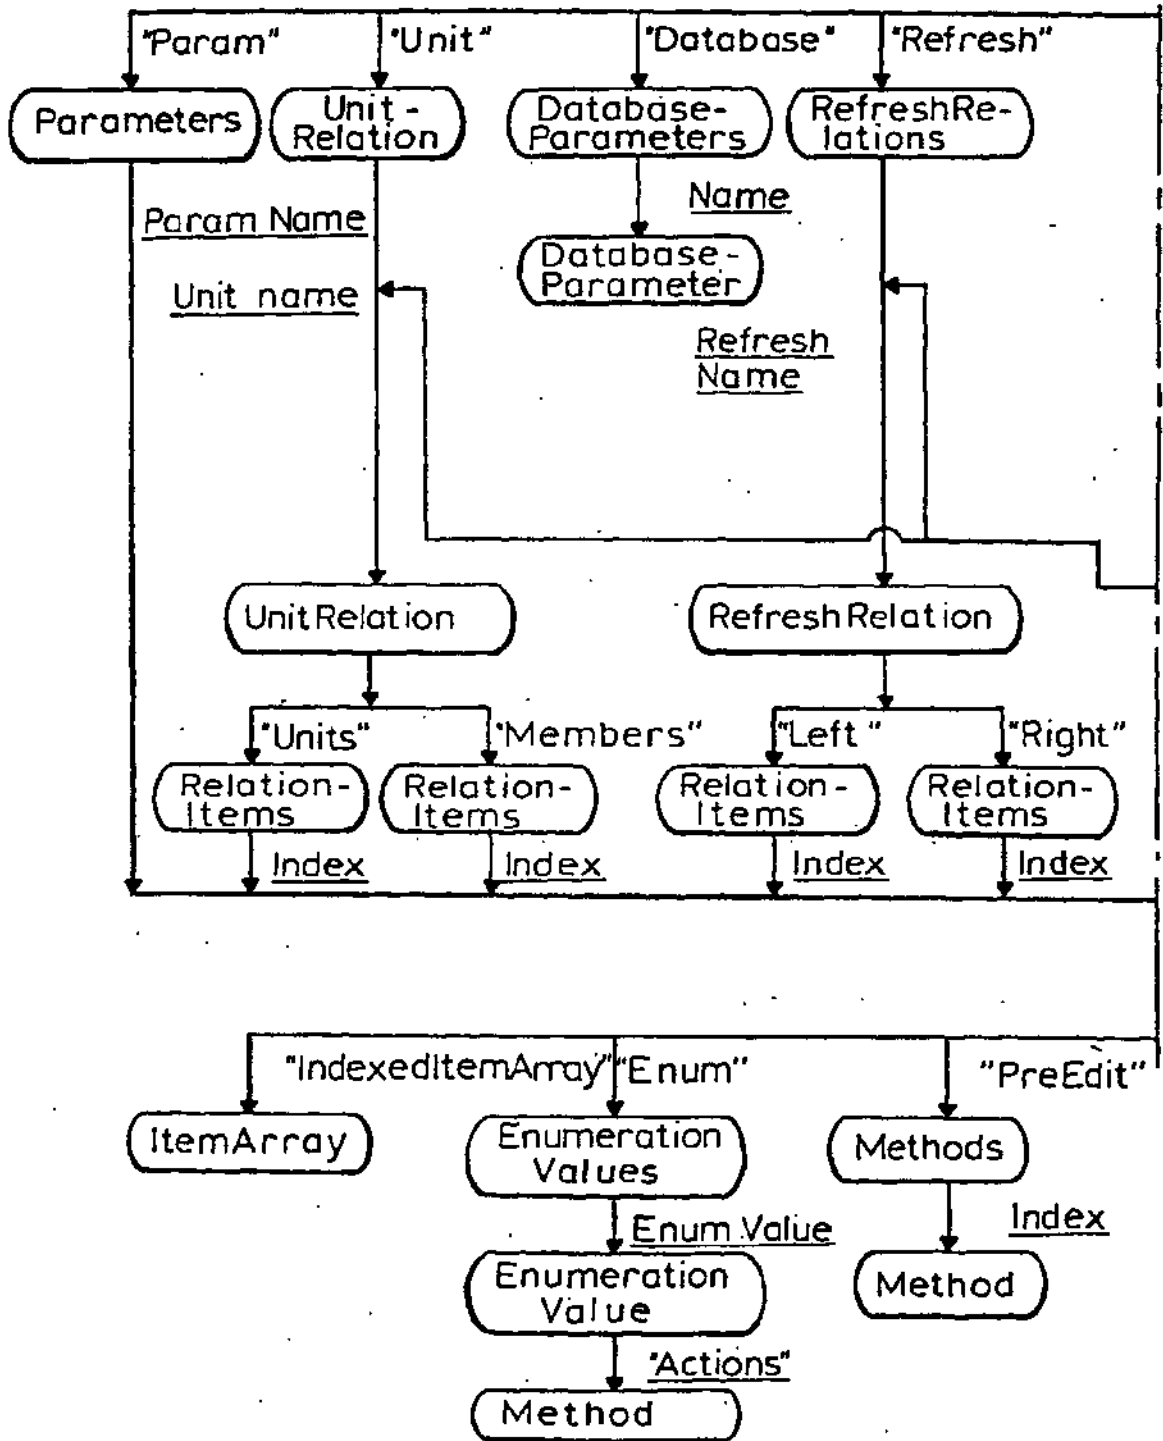 "Param"
"Unit"
"Database"
"Refresh"
Parameters
Unit-
Relation
Database-
Parameters
RefreshRe-
lations
Param Name
Name
Database-
Parameter
Unit name
Refresh
Name
UnitRelation
RefreshRelation
"Units"
"Members"
"Left"
"Right"
Relation-
Items
Relation-
Items
Relation-
Items
Relation-
Items
Index
Index
Index
Index
"IndexedItemArray"
"Enum"
"PreEdit"
ItemArray
Enumeration
Values
Methods
Enum Value
Index
Enumeration
Value
Method
"Actions"
Method